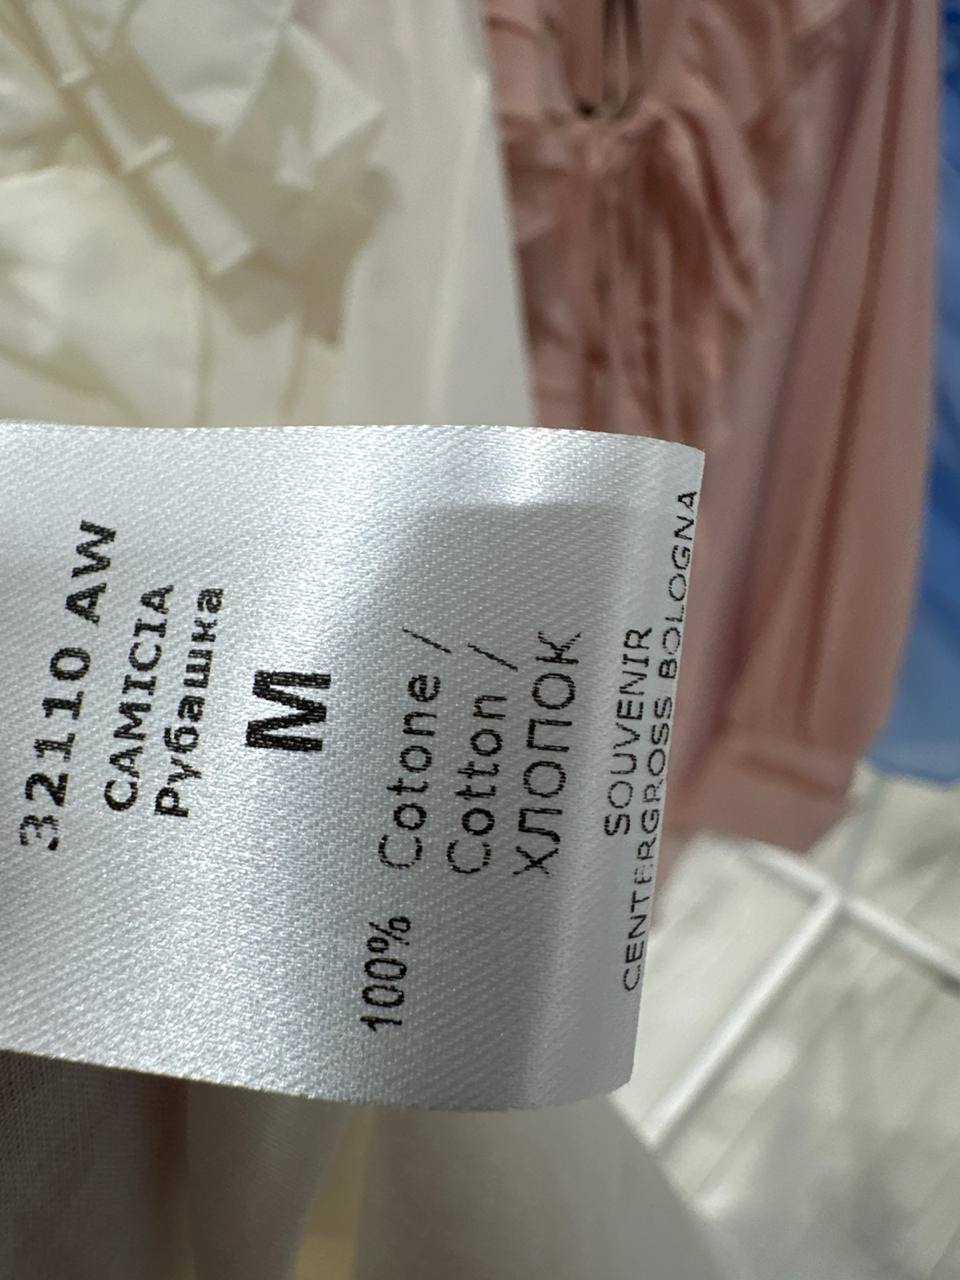 32110 AW
CAMICIA
Рубашка
M
100% Cotone /
Cotton /
ХЛОПОК
SOUVENIR
CENTERGROSS BOLOGNA